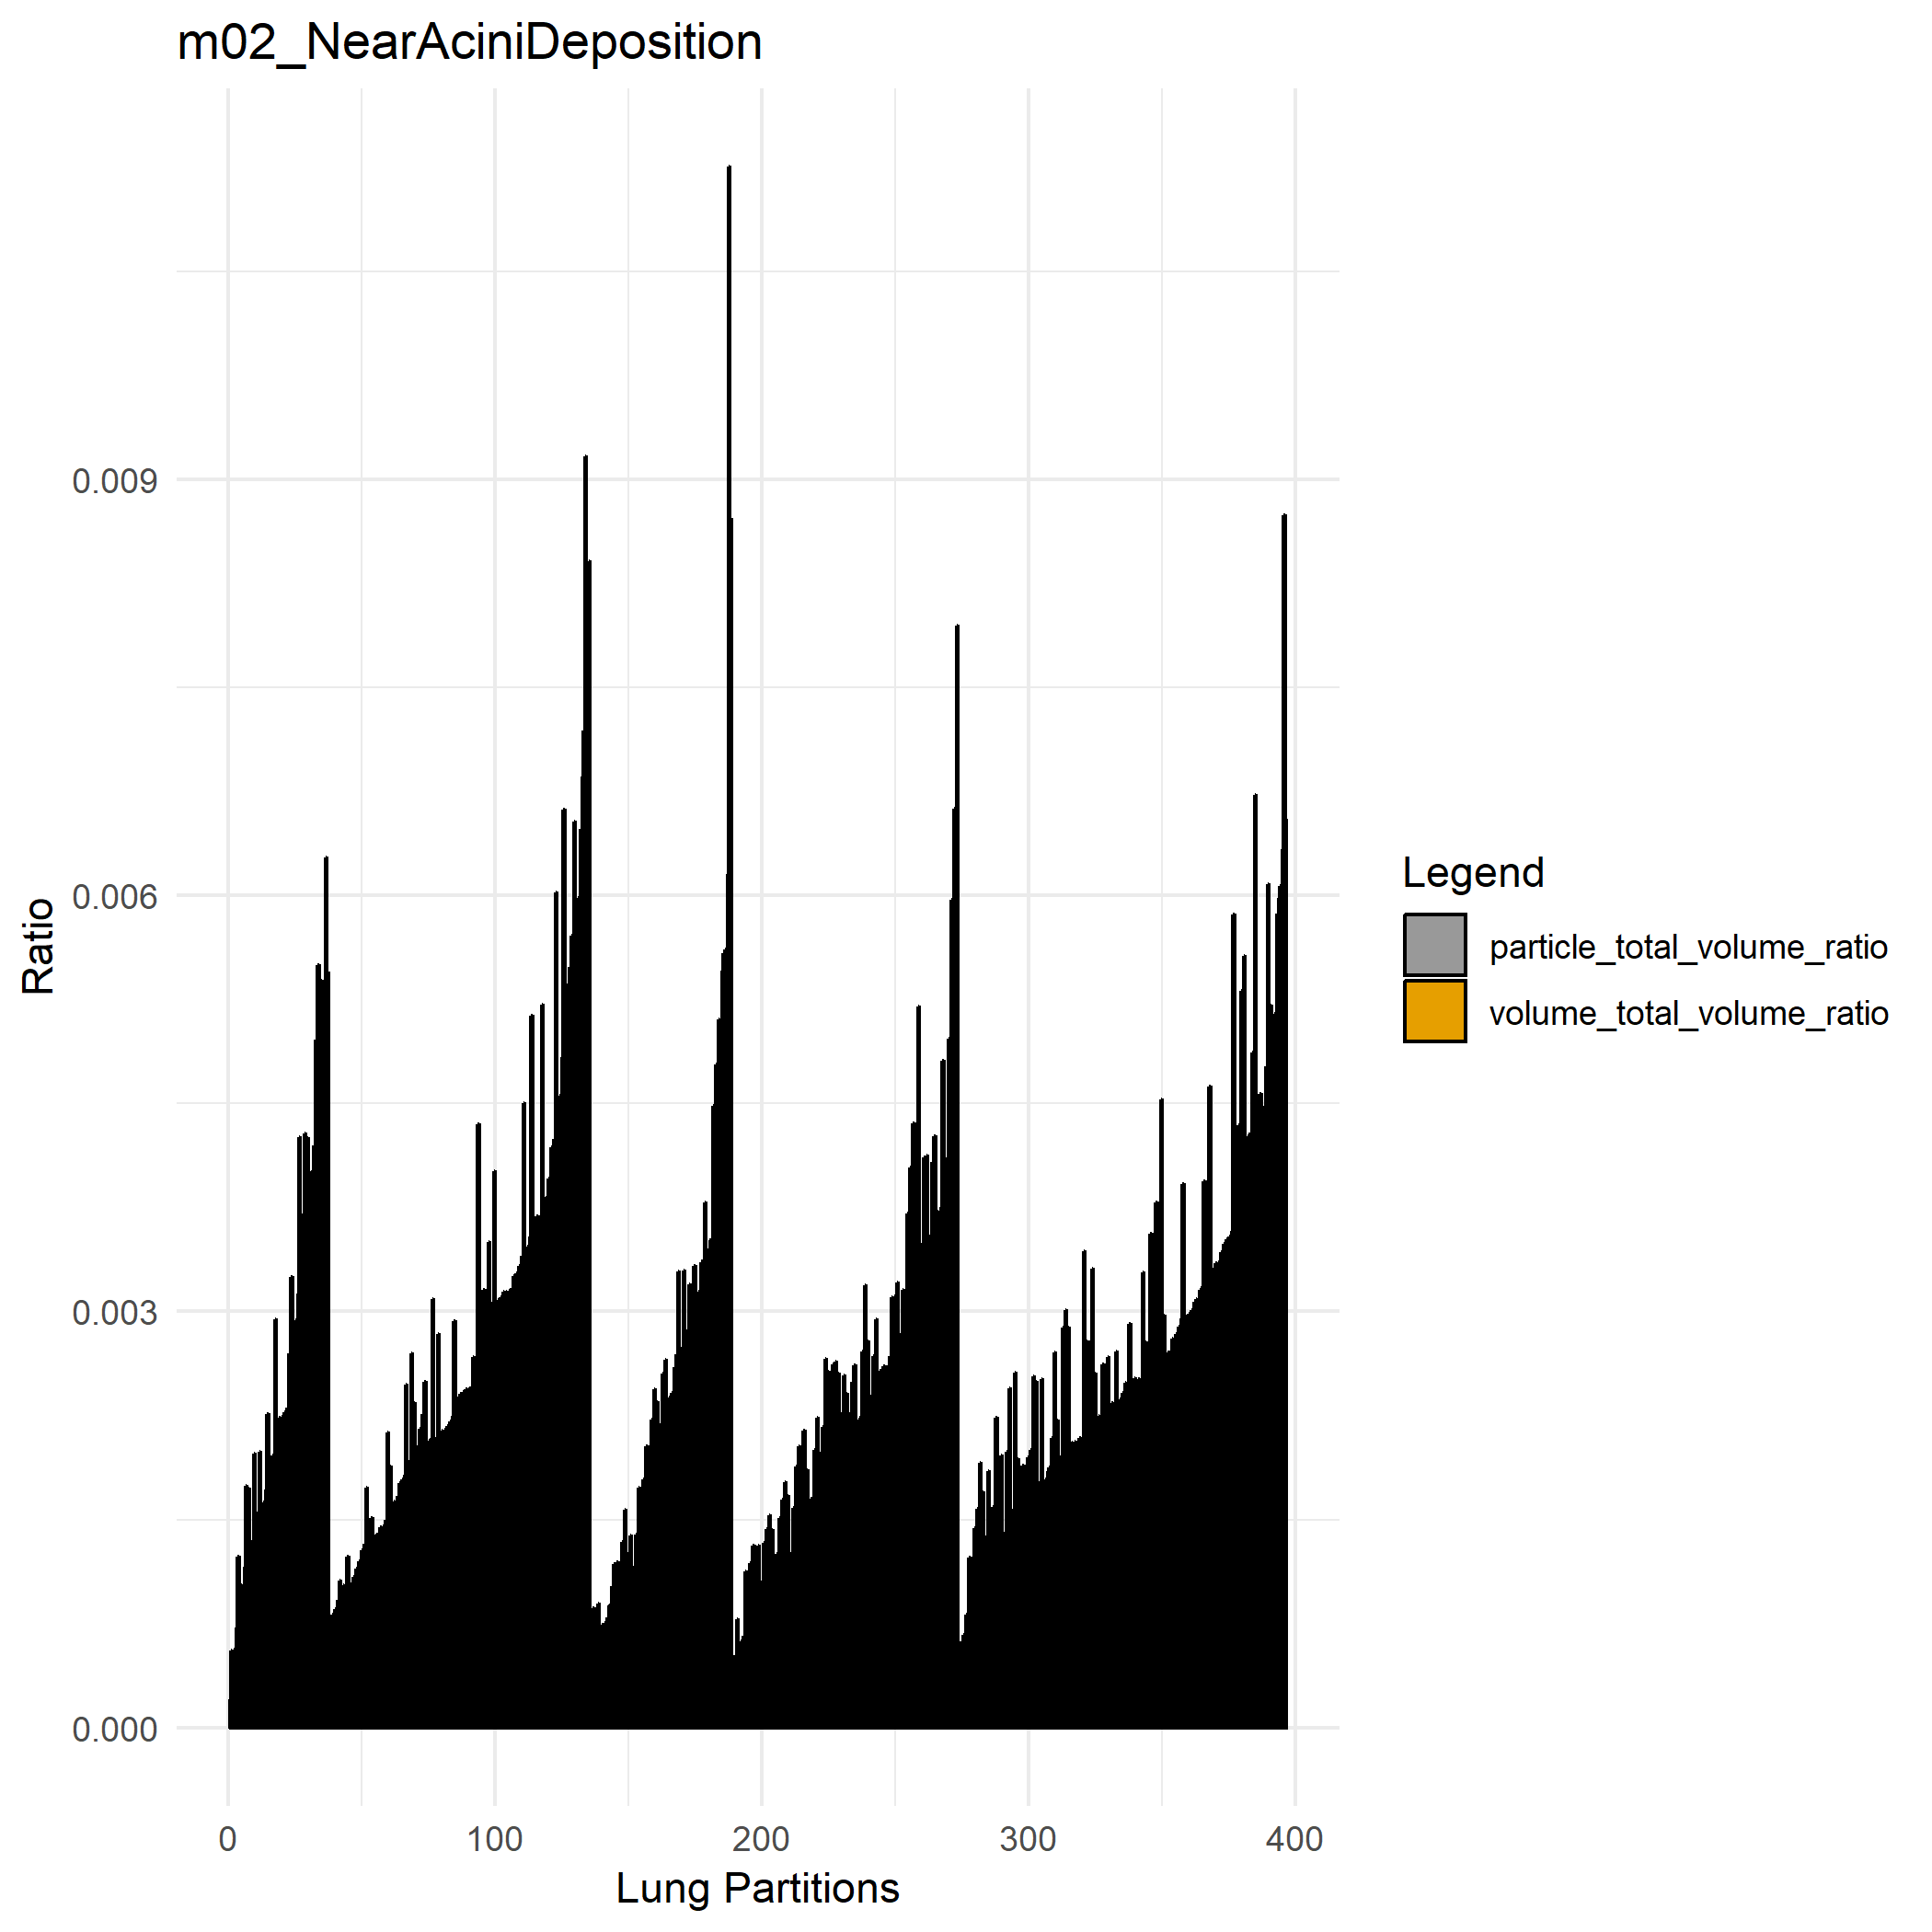 m02_NearAciniDeposition
Ratio
0.009
0.006
0.003
0.000
0 100 200 300 400
Lung Partitions
Legend
particle_total_volume_ratio
volume_total_volume_ratio